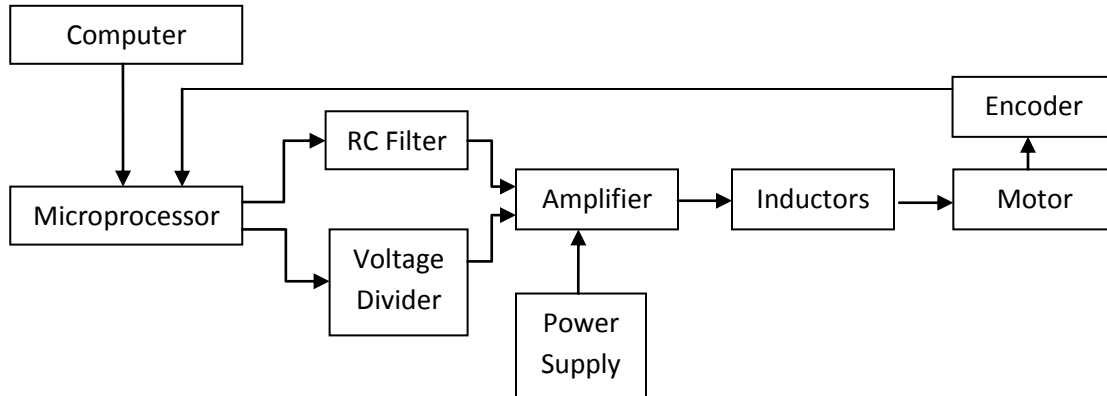 Computer
Encoder
RC Filter
Microprocessor
Amplifier
Inductors
Motor
Voltage
Divider
Power
Supply